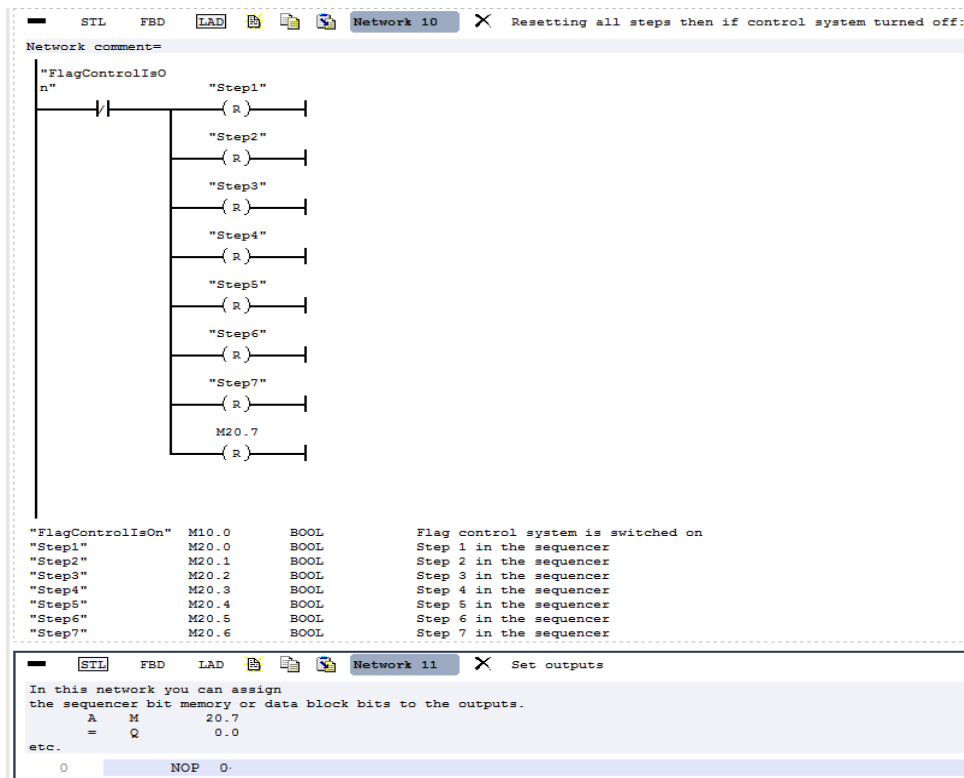 STL FBD LAD Network 10 Resetting all steps then if control system turned off:
Network comment=
"FlagControlIsO
n" "Step1"
( R )
"Step2"
( R )
"Step3"
( R )
"Step4"
( R )
"Step5"
( R )
"Step6"
( R )
"Step7"
( R )
M20.7
( R )
"FlagControlIsOn" M10.0 BOOL Flag control system is switched on
"Step1" M20.0 BOOL Step 1 in the sequencer
"Step2" M20.1 BOOL Step 2 in the sequencer
"Step3" M20.2 BOOL Step 3 in the sequencer
"Step4" M20.3 BOOL Step 4 in the sequencer
"Step5" M20.4 BOOL Step 5 in the sequencer
"Step6" M20.5 BOOL Step 6 in the sequencer
"Step7" M20.6 BOOL Step 7 in the sequencer
STL FBD LAD Network 11 Set outputs
In this network you can assign
the sequencer bit memory or data block bits to the outputs.
A M 20.7
= Q 0.0
etc.
0 NOP 0